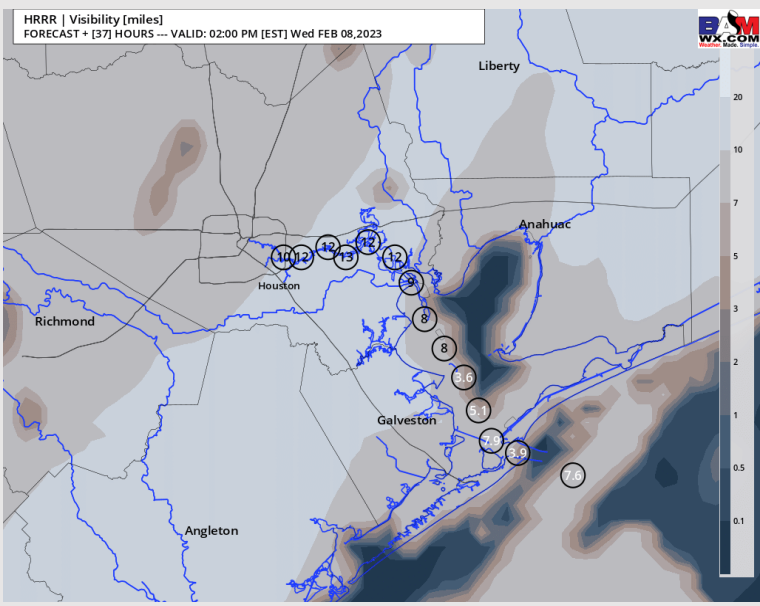 HRRR | Visibility [miles]
FORECAST + [37] HOURS --- VALID: 02:00 PM [EST] Wed FEB 08,2023
BAM
WX.COM
Weather. Made. Simple.
Liberty
20
10
7
Anahuac
12
12
13
10
12
12
5
9
Houston
3
8
Richmond
8
2
3.6
5.1
1
Galveston
7.9
3.9
0.5
7.6
0.1
Angleton